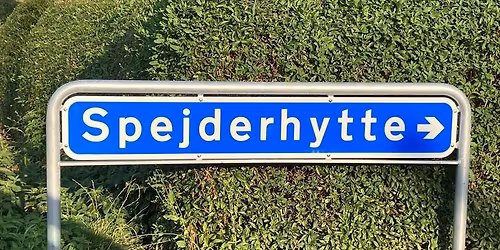 Spejderhytte →